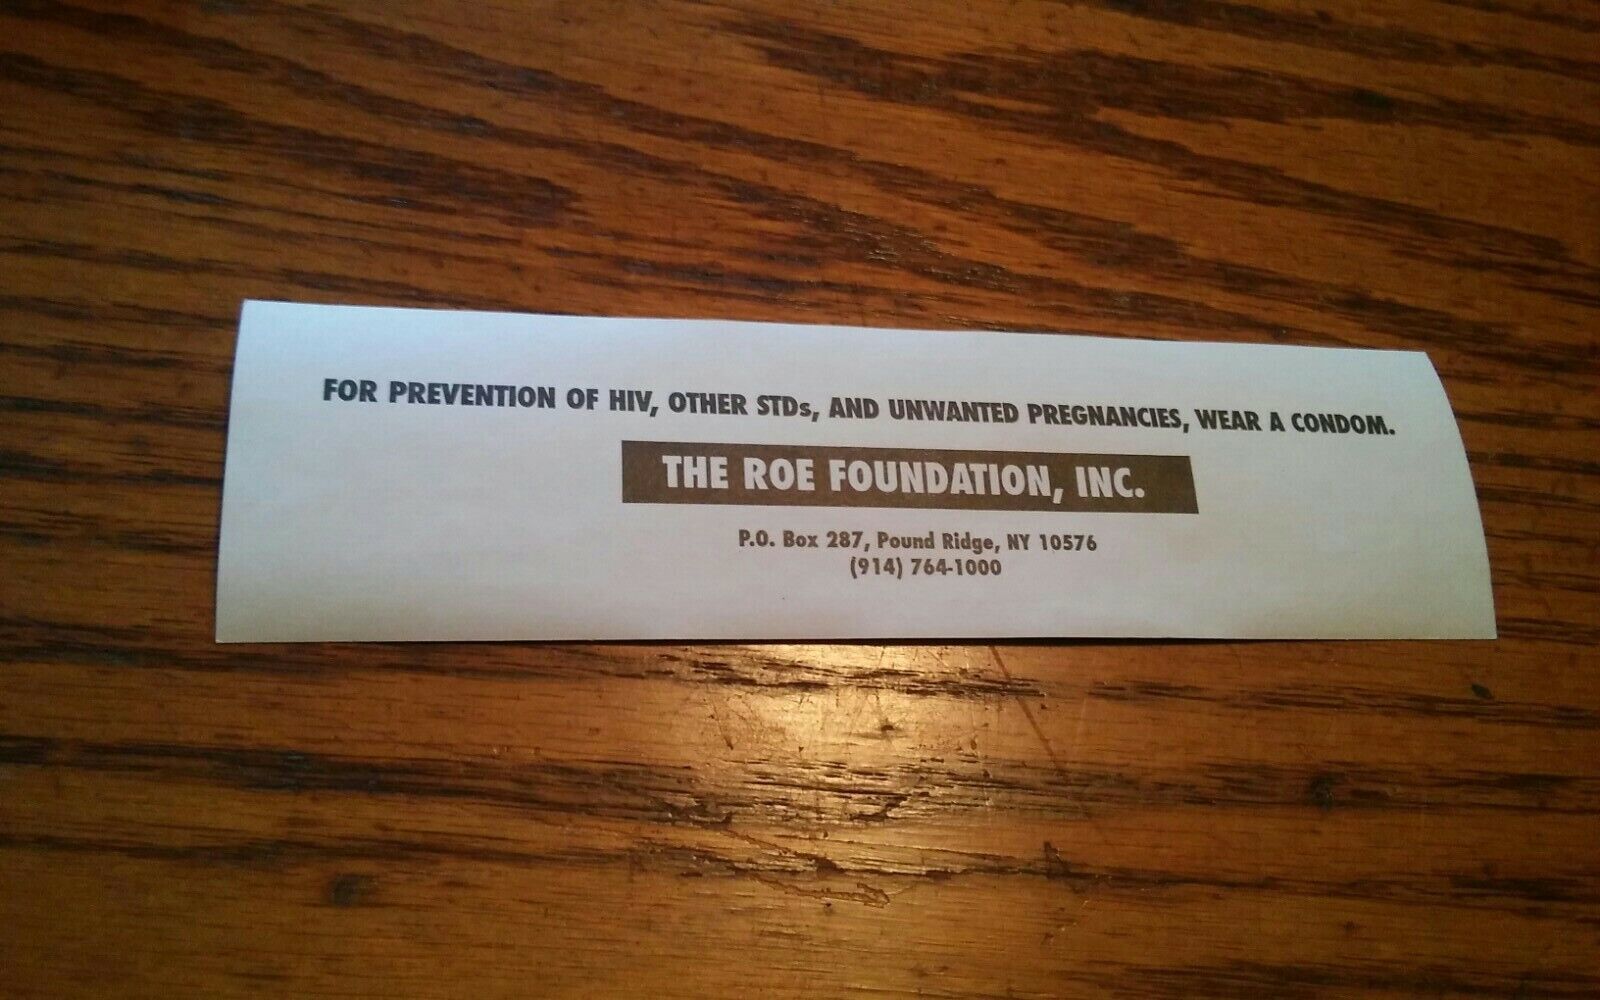 FOR PREVENTION OF HIV, OTHER STDs, AND UNWANTED PREGNANCIES, WEAR A CONDOM.
THE ROE FOUNDATION, INC.
P.O. Box 287, Pound Ridge, NY 10576
(914) 764-1000